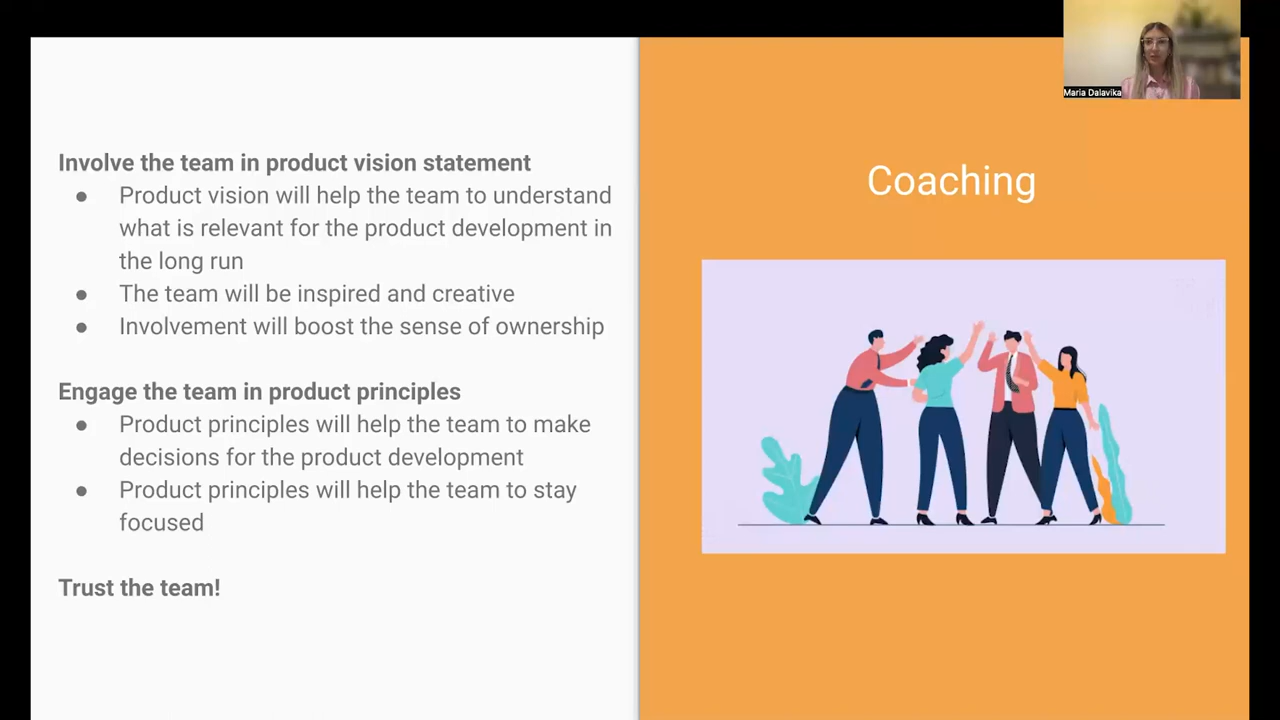 Involve the team in product vision statement
● Product vision will help the team to understand
what is relevant for the product development in
the long run
● The team will be inspired and creative
● Involvement will boost the sense of ownership
Engage the team in product principles
● Product principles will help the team to make
decisions for the product development
● Product principles will help the team to stay
focused
Trust the team!
Coaching
Maria Dalavika